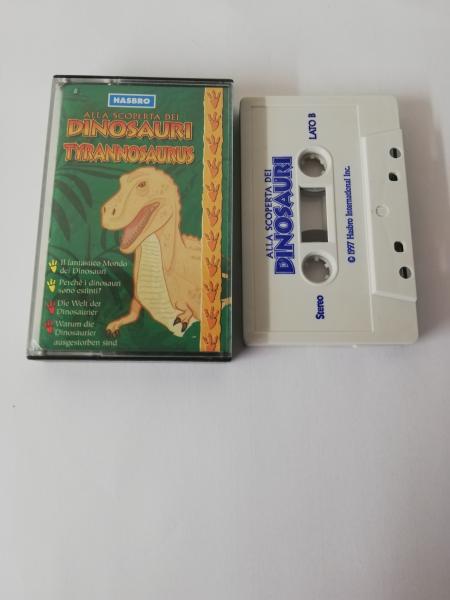 HASBRO
ALLA SCOPERTA DEI
DINOSAURI
TYRANNOSAURUS
Il fantastico Mondo
dei Dinosauri
Perchè i dinosauri
sono estinti?
Die Welt der
Dinosaurier
Warum die
Dinosaurier
ausgestorben sind
ALLA SCOPERTA DEI
DINOSAURI
LATO B
Stereo
© 1997 Hasbro International Inc.